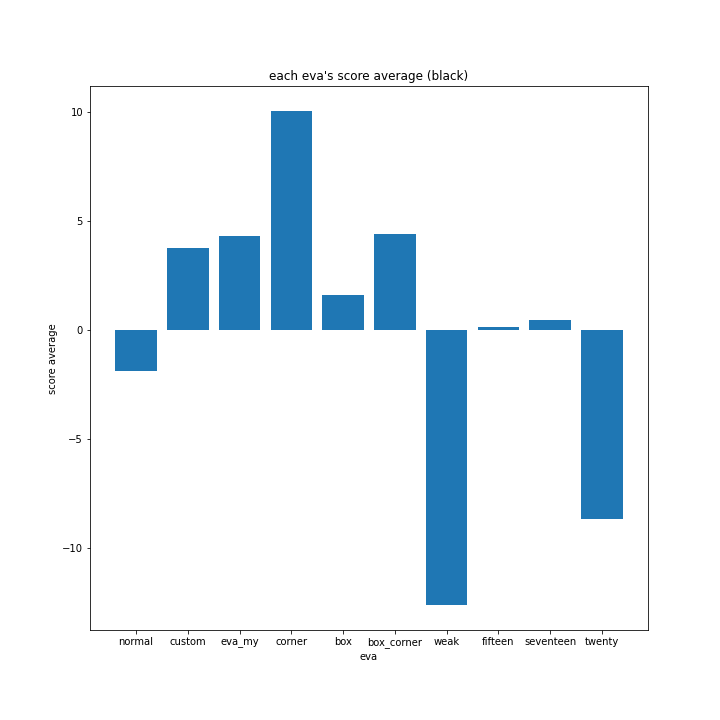 each eva's score average (black)
10
5
0
−5
−10
score average
normal custom eva_my corner box box_corner weak fifteen seventeen twenty
eva